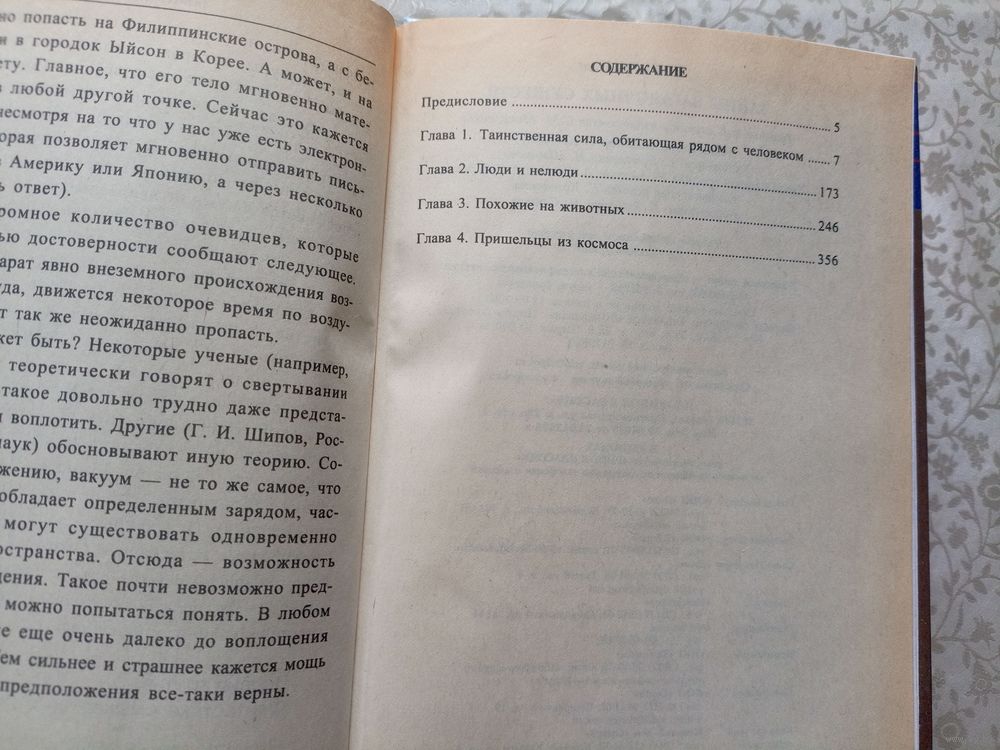 но попасть на Филиппинские острова, а с бе-
и в городок Ыйсон в Корее. А может, и на
ету. Главное, что его тело мгновенно мате-
в любой другой точке. Сейчас это кажется
несмотря на то что у нас уже есть электрон-
орая позволяет мгновенно отправить пись-
в Америку или Японию, а через несколько
ь ответ).
ромное количество очевидцев, которые
ью достоверности сообщают следующее.
арат явно внеземного происхождения воз-
уда, движется некоторое время по возду-
т так же неожиданно пропасть.
жет быть? Некоторые ученые (например,
теоретически говорят о свертывании
такое довольно трудно даже предста-
и воплотить. Другие (Г. И. Шипов, Рос-
наук) обосновывают иную теорию. Со-
жению, вакуум — не то же самое, что
обладает определенным зарядом, час-
могут существовать одновременно
остранства. Отсюда — возможность
щения. Такое почти невозможно пред-
можно попытаться понять. В любом
е еще очень далеко до воплощения
ем сильнее и страшнее кажется мощь
предположения все-таки верны.
СОДЕРЖАНИЕ
Предисловие ..... 5
Глава 1. Таинственная сила, обитающая рядом с человеком ..... 7
Глава 2. Люди и нелюди ..... 173
Глава 3. Похожие на животных ..... 246
Глава 4. Пришельцы из космоса ..... 356